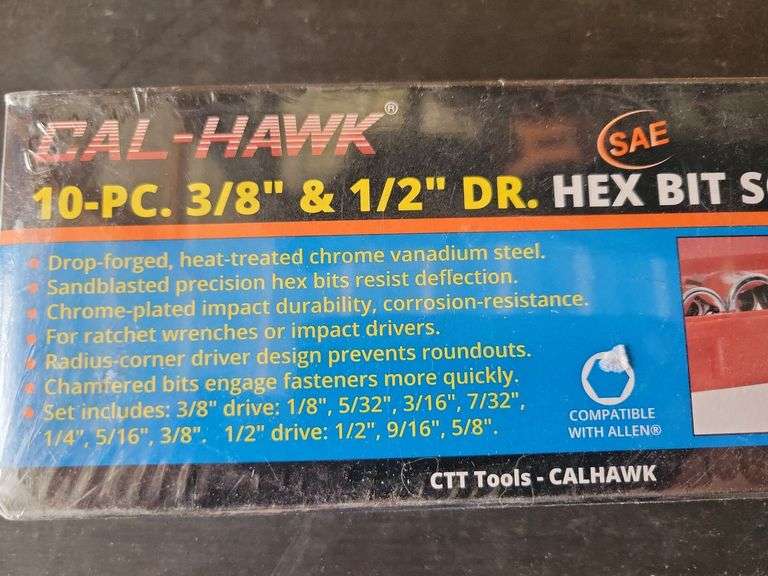 CAL-HAWK®
SAE
10-PC. 3/8" & 1/2" DR. HEX BIT
• Drop-forged, heat-treated chrome vanadium steel.
• Sandblasted precision hex bits resist deflection.
• Chrome-plated impact durability, corrosion-resistance.
• For ratchet wrenches or impact drivers.
• Radius-corner driver design prevents roundouts.
• Chamfered bits engage fasteners more quickly.
• Set includes: 3/8" drive: 1/8", 5/32", 3/16", 7/32",
1/4", 5/16", 3/8". 1/2" drive: 1/2", 9/16", 5/8".
COMPATIBLE
WITH ALLEN®
CTT Tools - CALHAWK